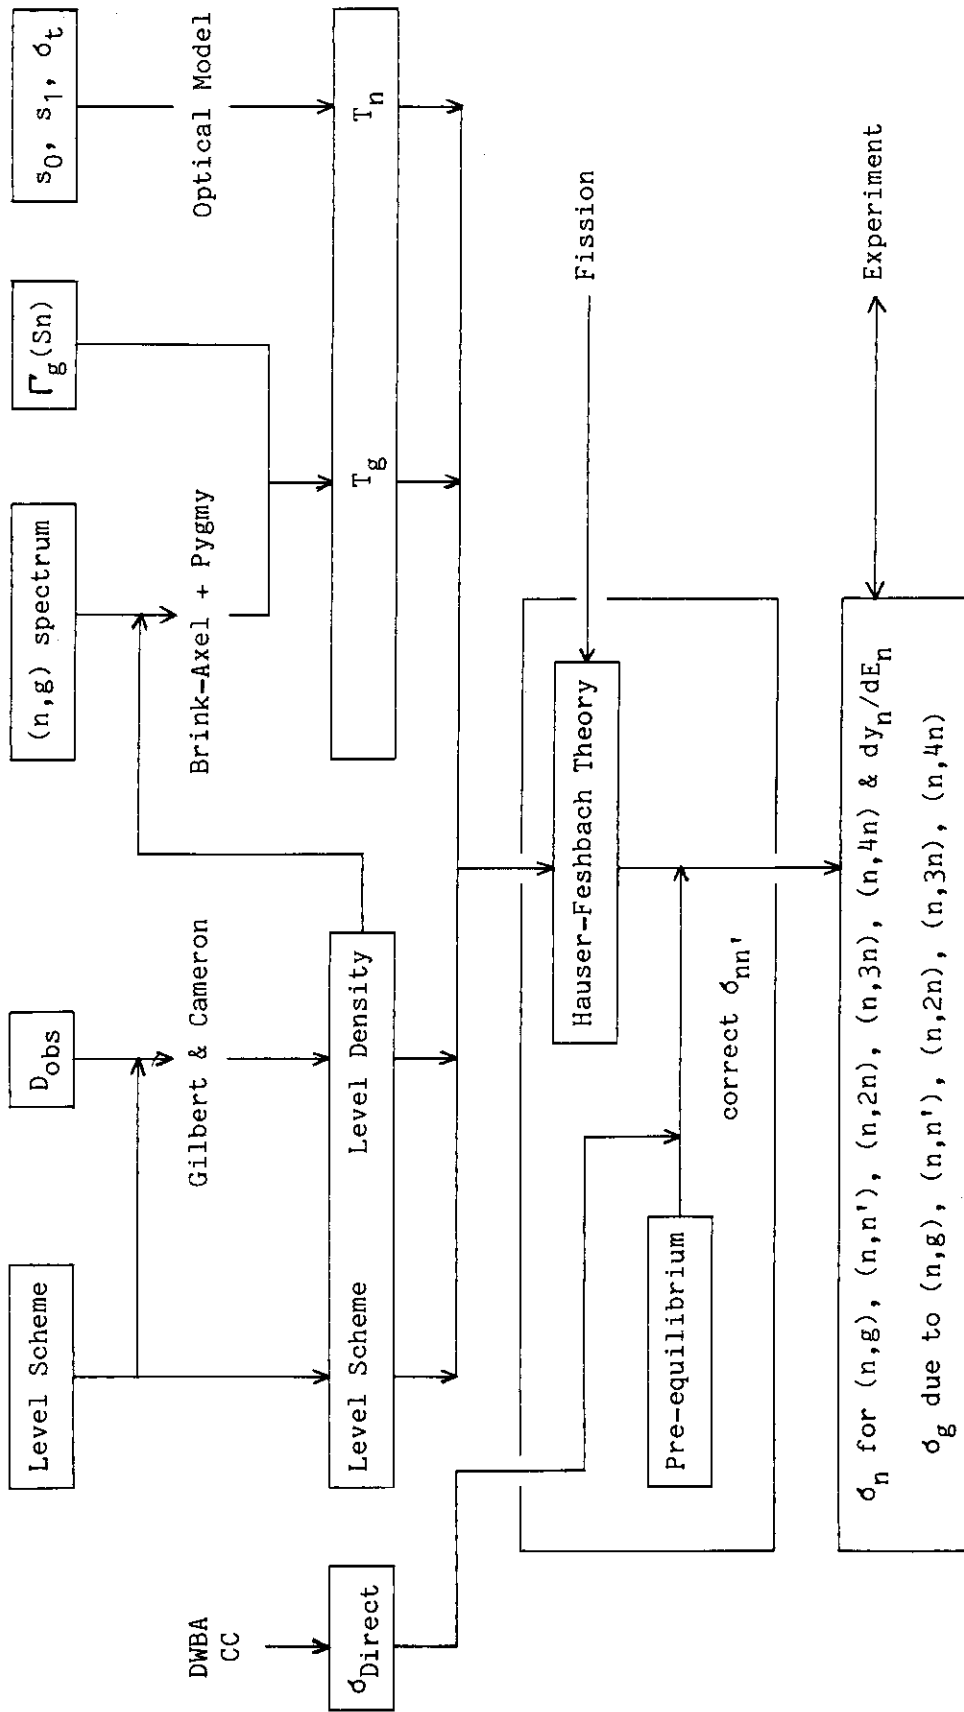 Level Scheme
D_obs
(n,g) spectrum
Γ_g(Sn)
s_0, s_1, σ_t
DWBA
CC
Gilbert & Cameron
Brink-Axel + Pygmy
Optical Model
σ_Direct
Level Scheme
Level Density
T_g
T_n
Hauser-Feshbach Theory
Fission
Pre-equilibrium
correct σ_nn'
σ_n for (n,g), (n,n'), (n,2n), (n,3n), (n,4n) & dy_n/dE_n
σ_g due to (n,g), (n,n'), (n,2n), (n,3n), (n,4n)
Experiment